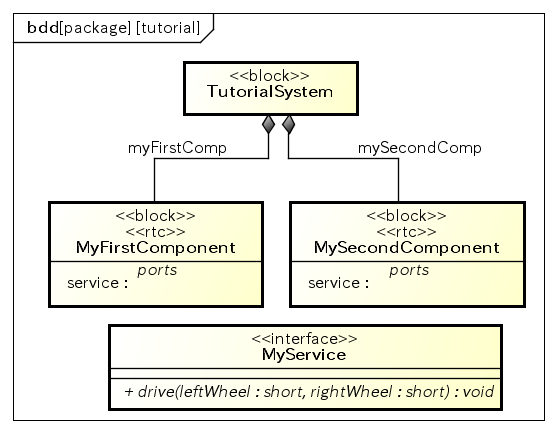 bdd[package] [tutorial]
<<block>>
TutorialSystem
myFirstComp
mySecondComp
<<block>>
<<rtc>>
MyFirstComponent
ports
service :
<<block>>
<<rtc>>
MySecondComponent
ports
service :
<<interface>>
MyService
+ drive(leftWheel : short, rightWheel : short) : void